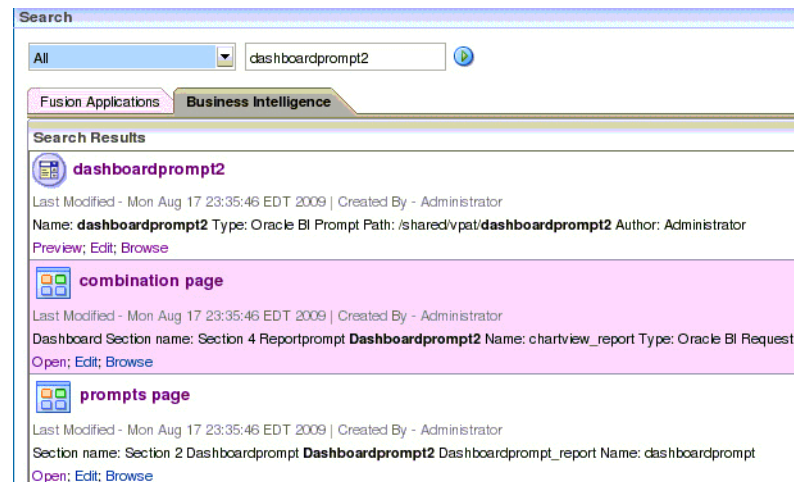 Search
All
dashboardprompt2
Fusion Applications
Business Intelligence
Search Results
dashboardprompt2
Last Modified - Mon Aug 17 23:35:46 EDT 2009 | Created By - Administrator
Name: dashboardprompt2 Type: Oracle BI Prompt Path: /shared/vpat/dashboardprompt2 Author: Administrator
Preview; Edit; Browse
combination page
Last Modified - Mon Aug 17 23:35:46 EDT 2009 | Created By - Administrator
Dashboard Section name: Section 4 Reportprompt Dashboardprompt2 Name: chartview_report Type: Oracle BI Request
Open; Edit; Browse
prompts page
Last Modified - Mon Aug 17 23:35:46 EDT 2009 | Created By - Administrator
Section name: Section 2 Dashboardprompt Dashboardprompt2 Dashboardprompt_report Name: dashboardprompt
Open; Edit; Browse